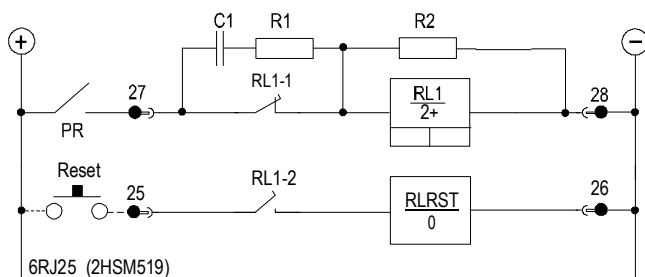 C1 R1 R2
+
−
27 RL1-1 RL1 28
2+
PR
Reset
25 RL1-2 RLRST 26
0
6RJ25 (2HSM519)